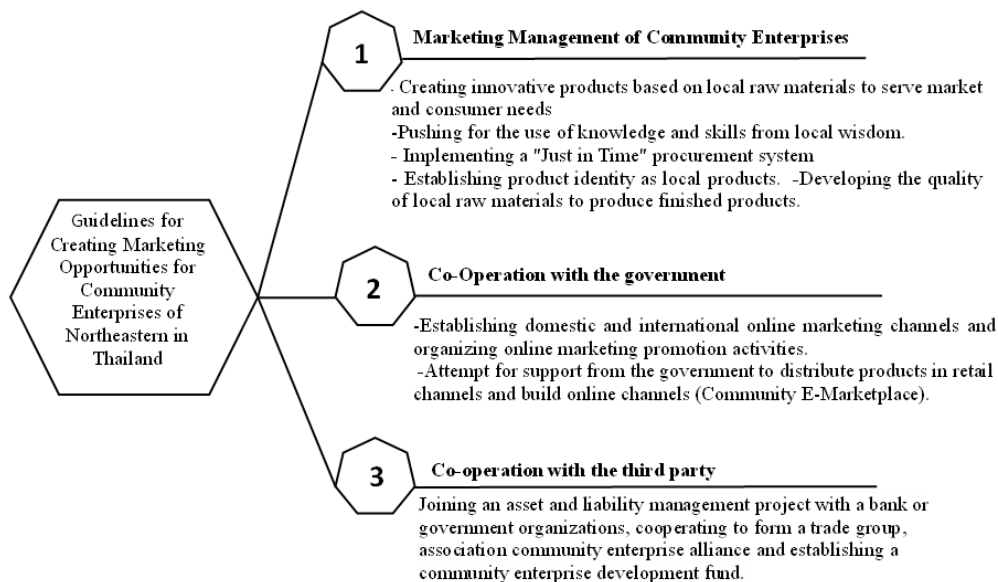 Guidelines for
Creating Marketing
Opportunities for
Community
Enterprises of
Northeastern in
Thailand
1
Marketing Management of Community Enterprises
- Creating innovative products based on local raw materials to serve market
and consumer needs
-Pushing for the use of knowledge and skills from local wisdom.
- Implementing a "Just in Time" procurement system
- Establishing product identity as local products. -Developing the quality
of local raw materials to produce finished products.
2
Co-Operation with the government
-Establishing domestic and international online marketing channels and
organizing online marketing promotion activities.
-Attempt for support from the government to distribute products in retail
channels and build online channels (Community E-Marketplace).
3
Co-operation with the third party
Joining an asset and liability management project with a bank or
government organizations, cooperating to form a trade group,
association community enterprise alliance and establishing a
community enterprise development fund.